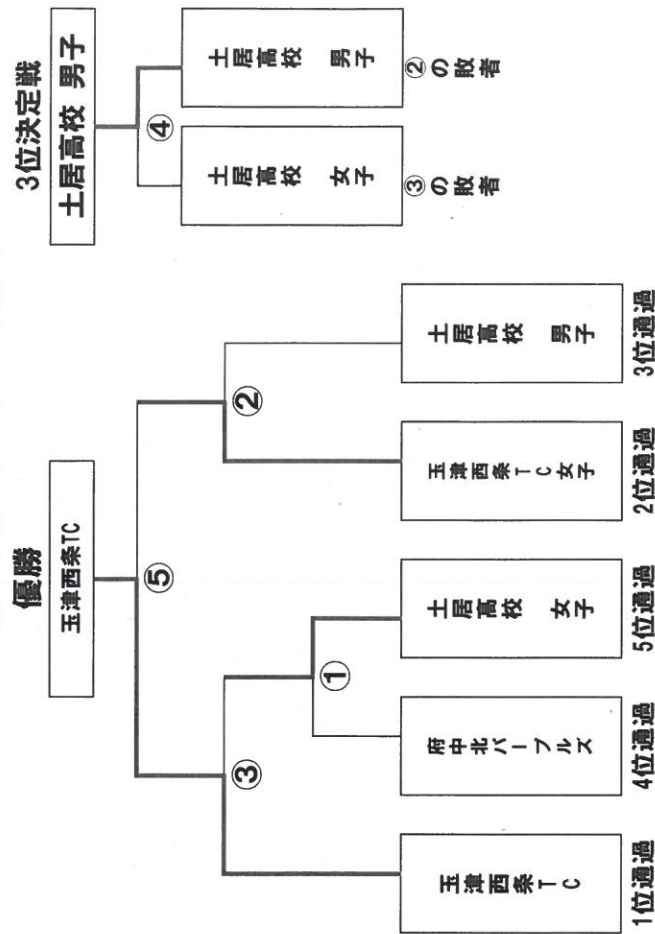 優勝
玉津西条TC
⑤
③
②
①
玉津西条TC
府中北パープルズ
土居高校 女子
玉津西条TC女子
土居高校 男子
1位通過
4位通過
5位通過
2位通過
3位通過
3位決定戦
土居高校 男子
④
土居高校 女子
土居高校 男子
③の敗者
②の敗者